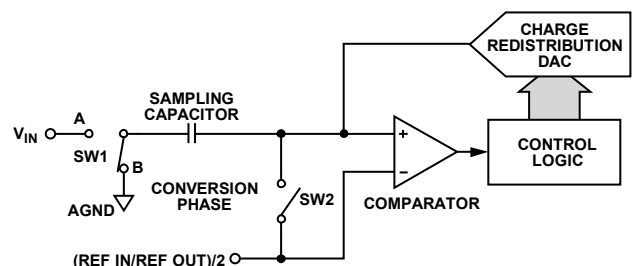 CHARGE
REDISTRIBUTION
DAC
SAMPLING
CAPACITOR
A
VIN
SW1
B
+
CONTROL
LOGIC
–
CONVERSION
PHASE
SW2
COMPARATOR
AGND
(REF IN/REF OUT)/2